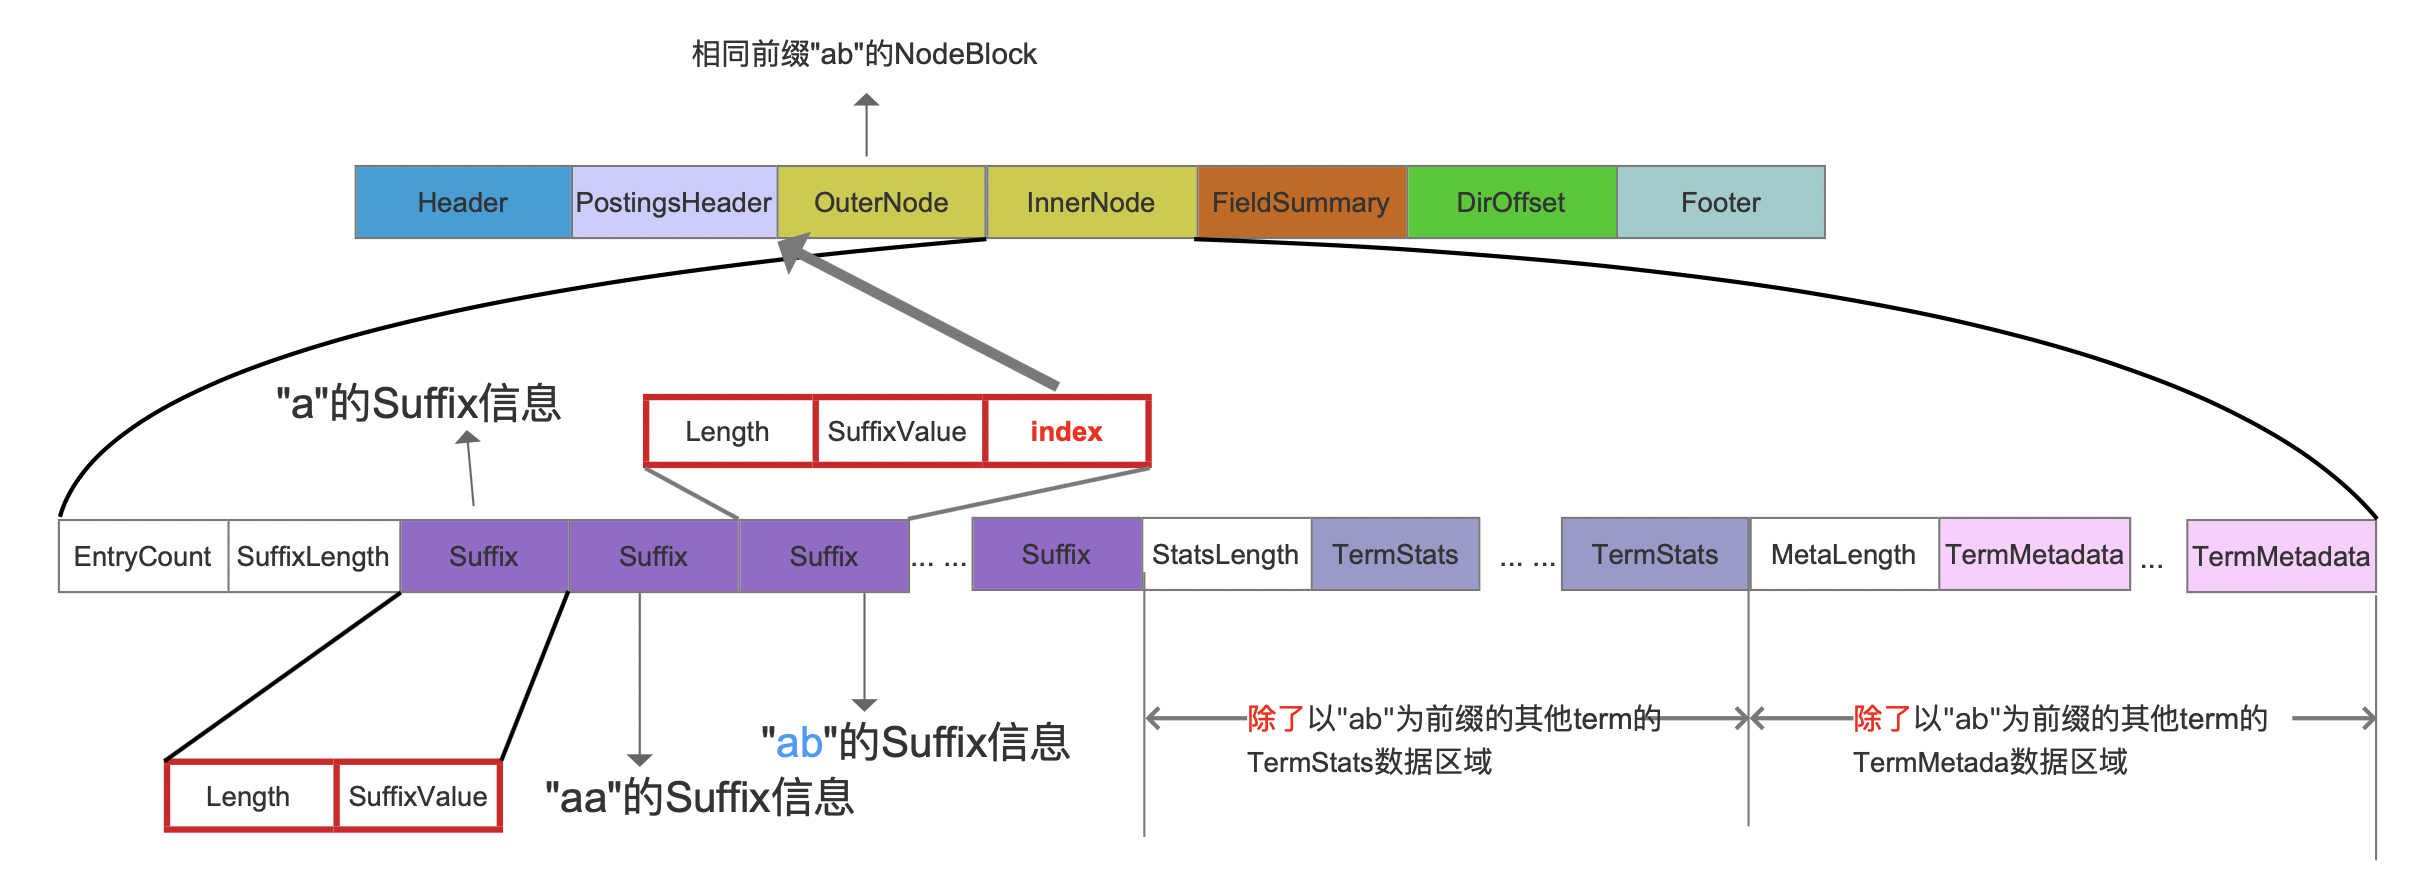 相同前缀"ab"的NodeBlock
Header PostingsHeader OuterNode InnerNode FieldSummary DirOffset Footer
"a"的Suffix信息
Length SuffixValue index
EntryCount SuffixLength Suffix Suffix Suffix ... ... Suffix StatsLength TermStats ... ... TermStats MetaLength TermMetadata ... TermMetadata
"ab"的Suffix信息
除了以"ab"为前缀的其他term的
TermStats数据区域
除了以"ab"为前缀的其他term的
TermMetada数据区域
Length SuffixValue
"aa"的Suffix信息